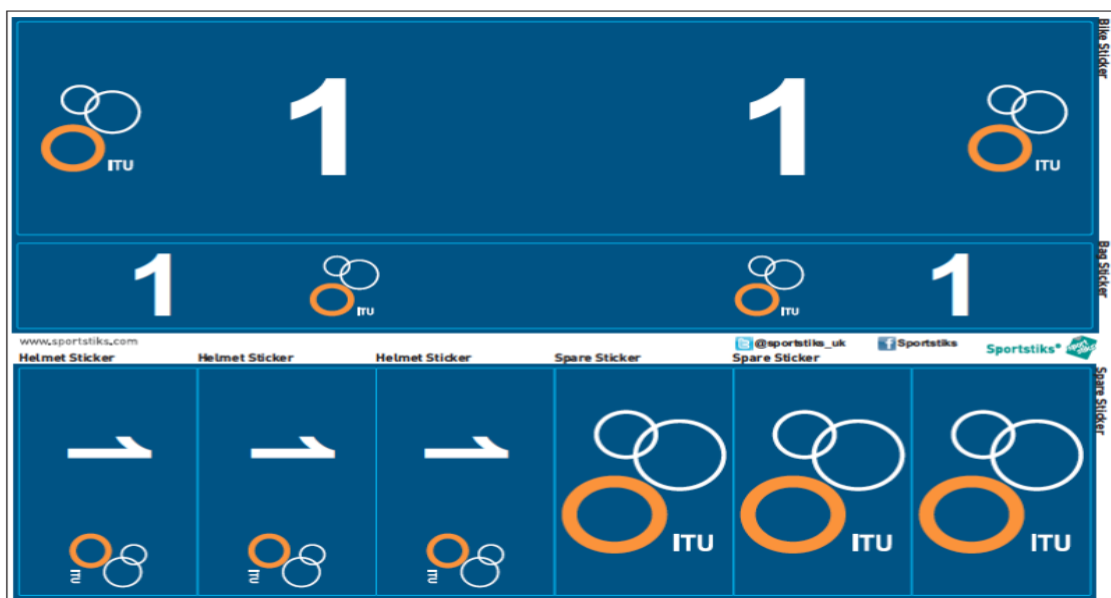 Bike Sticker
1 1
ITU ITU
Bag Sticker
1 1
ITU ITU
www.sportstiks.com @sportstiks_uk Sportstiks Sportstiks®
Helmet Sticker Helmet Sticker Helmet Sticker Spare Sticker Spare Sticker
Spare Sticker
1 1 1
ITU ITU ITU
ITU ITU ITU